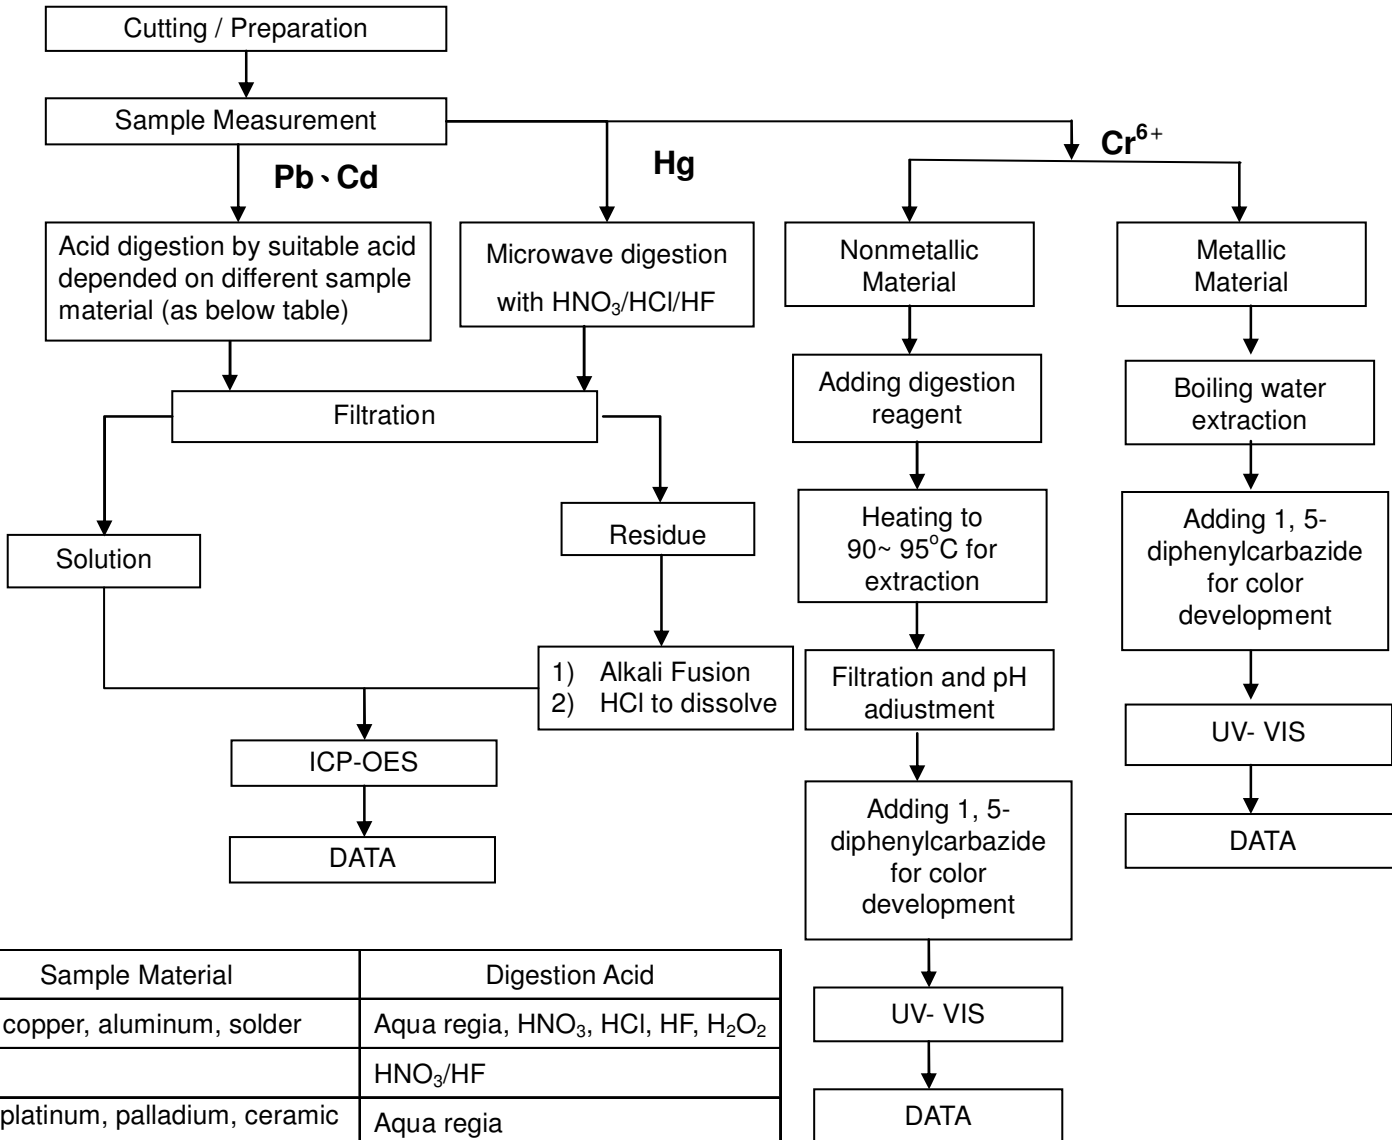 Cutting / Preparation
Sample Measurement
Pb、Cd
Hg
Cr⁶⁺
Acid digestion by suitable acid
depended on different sample
material (as below table)
Microwave digestion
with HNO₃/HCl/HF
Nonmetallic
Material
Metallic
Material
Filtration
Adding digestion
reagent
Boiling water
extraction
Solution
Residue
Heating to
90~ 95°C for
extraction
Adding 1, 5-
diphenylcarbazide
for color
development
1) Alkali Fusion
2) HCl to dissolve
Filtration and pH
adiustment
UV- VIS
ICP-OES
DATA
Adding 1, 5-
diphenylcarbazide
for color
development
DATA
UV- VIS
DATA
Sample Material
Digestion Acid
copper, aluminum, solder
Aqua regia, HNO₃, HCl, HF, H₂O₂
HNO₃/HF
platinum, palladium, ceramic
Aqua regia